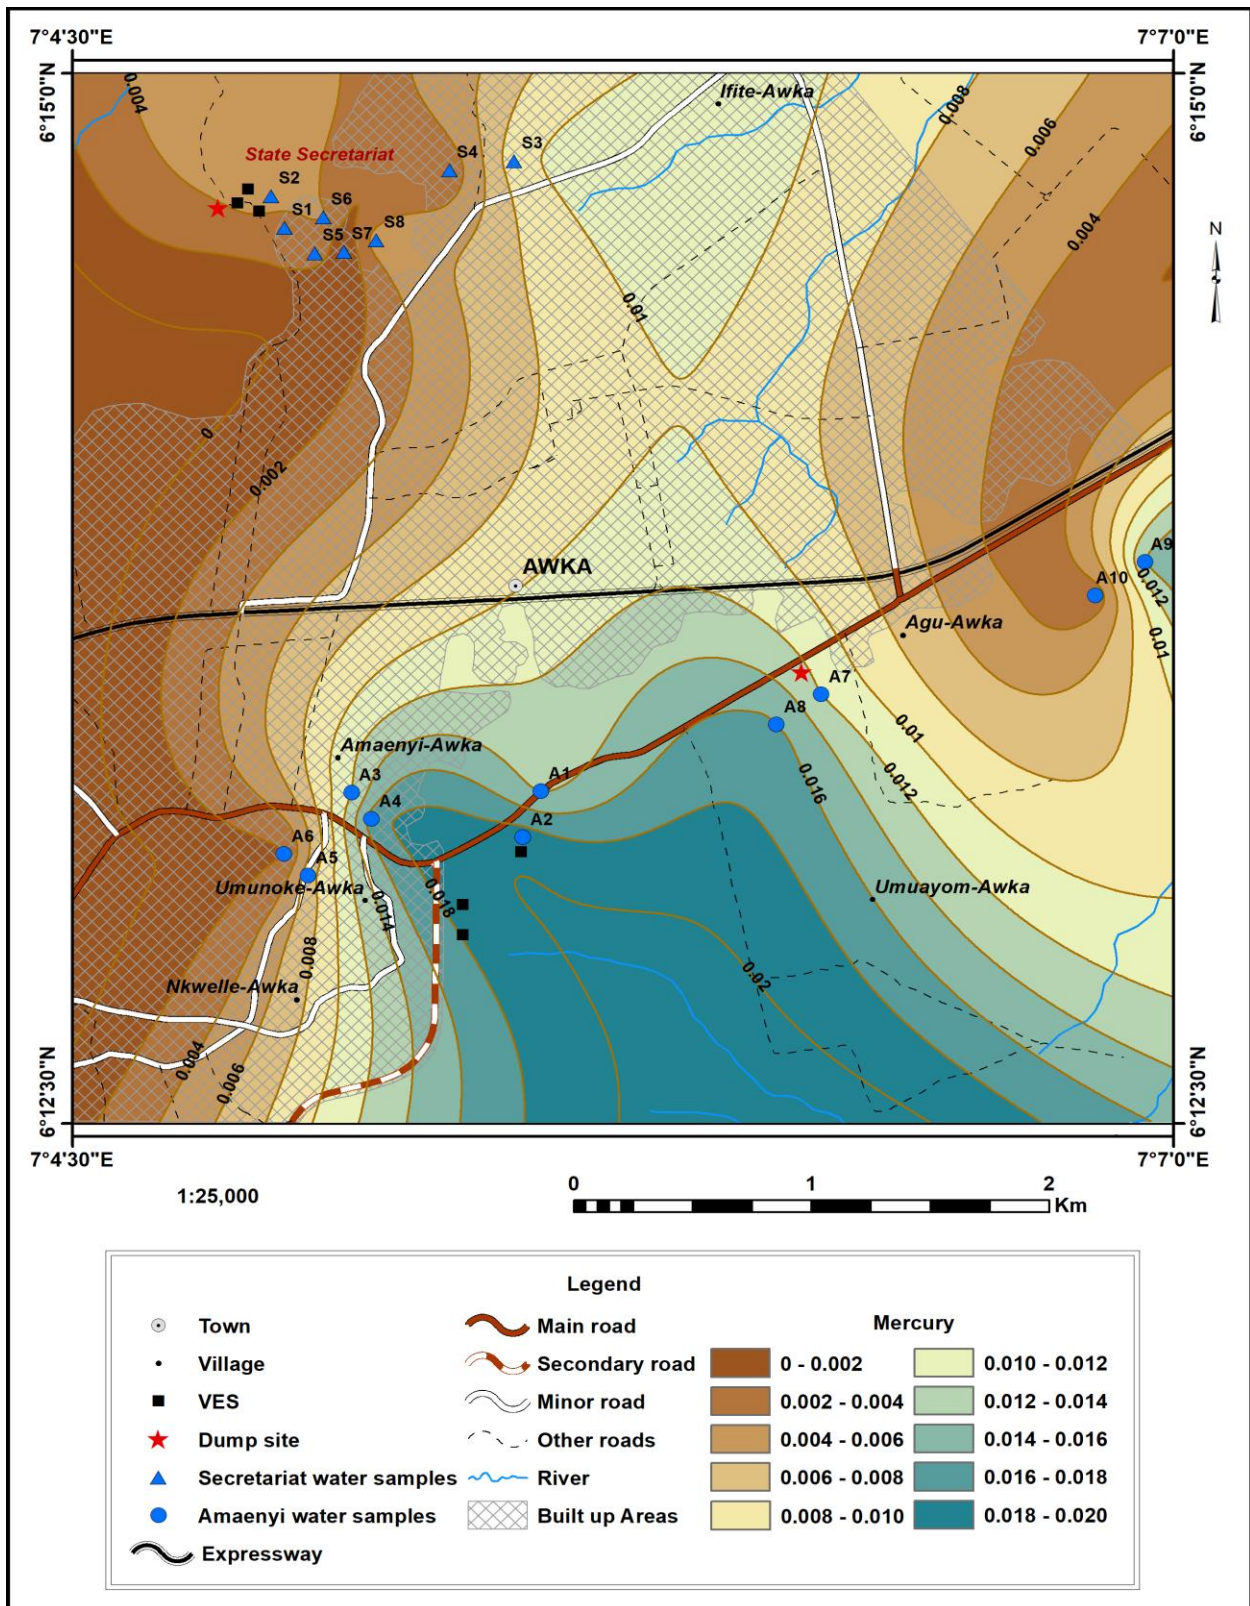 7°4'30"E
7°7'0"E
6°15'0"N
6°15'0"N
0.004
Ifite-Awka
0.008
0.006
State Secretariat
S4
S3
S2
S6
S1
S8
S5
S7
0.004
N
0.01
0
0.002
AWKA
A9
A10
0.012
Agu-Awka
0.01
A7
A8
0.01
Amaenyi-Awka
0.012
A3
A1
0.016
A4
A2
A6
A5
Umunoke-Awka
0.018
Umuayom-Awka
0.014
0.008
0.02
Nkwelle-Awka
0.004
0.006
6°12'30"N
6°12'30"N
7°4'30"E
7°7'0"E
1:25,000
0 1 2
Km
Legend
Town
Village
VES
Dump site
Secretariat water samples
Amaenyi water samples
Expressway
Main road
Secondary road
Minor road
Other roads
River
Built up Areas
Mercury
0 - 0.002
0.002 - 0.004
0.004 - 0.006
0.006 - 0.008
0.008 - 0.010
0.010 - 0.012
0.012 - 0.014
0.014 - 0.016
0.016 - 0.018
0.018 - 0.020